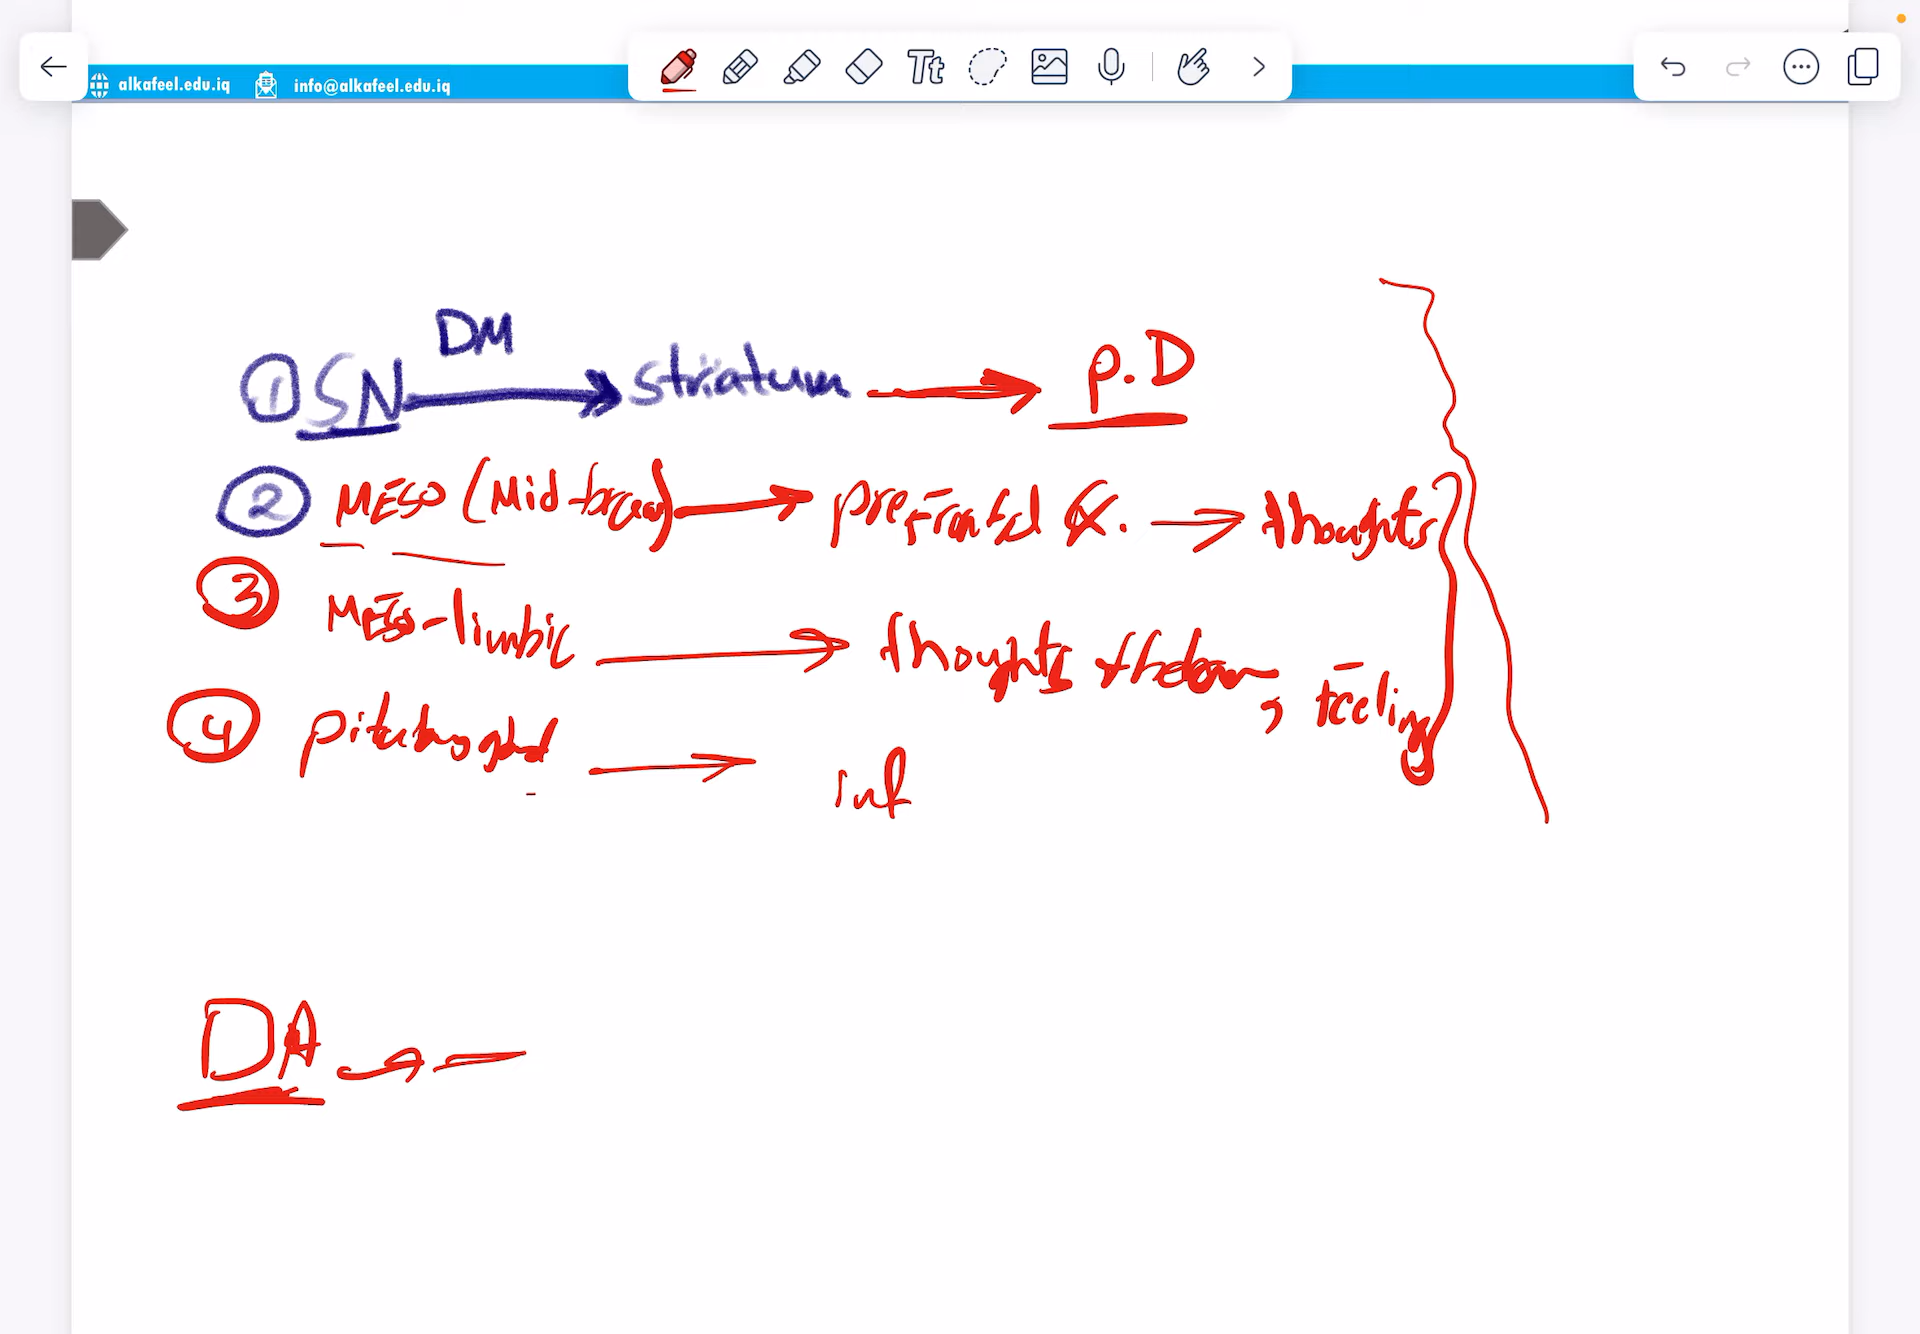 alkafeel.edu.iq info@alkafeel.edu.iq
Tt
① SN DM → striatum → P.D
② MESO (Mid-brain) → prefrontal → thoughts
③ Meso-limbic → thoughts, feeling
④ → inf
DA →